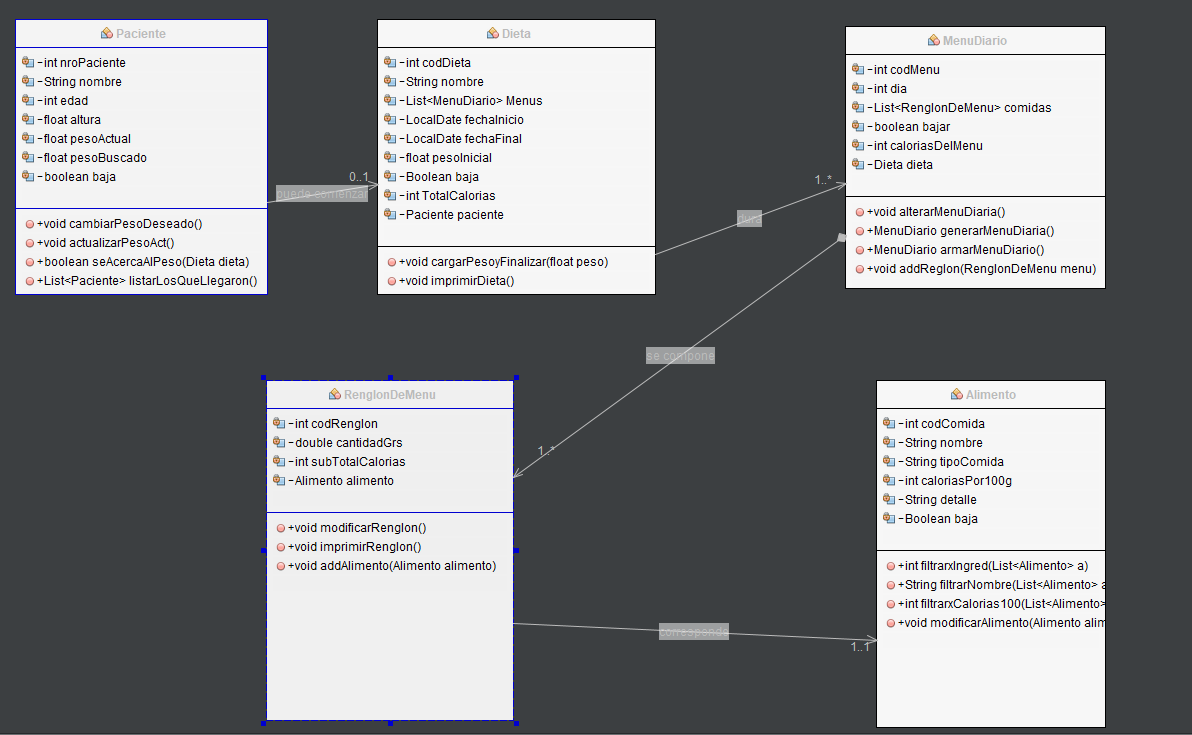 Paciente
-int nroPaciente
-String nombre
-int edad
-float altura
-float pesoActual
-float pesoBuscado
-boolean baja
+void cambiarPesoDeseado()
+void actualizarPesoAct()
+boolean seAcercaAlPeso(Dieta dieta)
+List<Paciente> listarLosQueLlegaron()
puede comenzar
0..1
Dieta
-int codDieta
-String nombre
-List<MenuDiario> Menus
-LocalDate fechaInicio
-LocalDate fechaFinal
-float pesoInicial
-Boolean baja
-int TotalCalorias
-Paciente paciente
+void cargarPesoyFinalizar(float peso)
+void imprimirDieta()
dura
1..*
MenuDiario
-int codMenu
-int dia
-List<RenglonDeMenu> comidas
-boolean bajar
-int caloriasDelMenu
-Dieta dieta
+void alterarMenuDiaria()
+MenuDiario generarMenuDiaria()
+MenuDiario armarMenuDiario()
+void addReglon(RenglonDeMenu menu)
se compone
1..*
RenglonDeMenu
-int codRenglon
-double cantidadGrs
-int subTotalCalorias
-Alimento alimento
+void modificarRenglon()
+void imprimirRenglon()
+void addAlimento(Alimento alimento)
corresponde
1..1
Alimento
-int codComida
-String nombre
-String tipoComida
-int caloriasPor100g
-String detalle
-Boolean baja
+int filtrarxIngred(List<Alimento> a)
+String filtrarNombre(List<Alimento> a
+int filtrarxCalorias100(List<Alimento>
+void modificarAlimento(Alimento alim